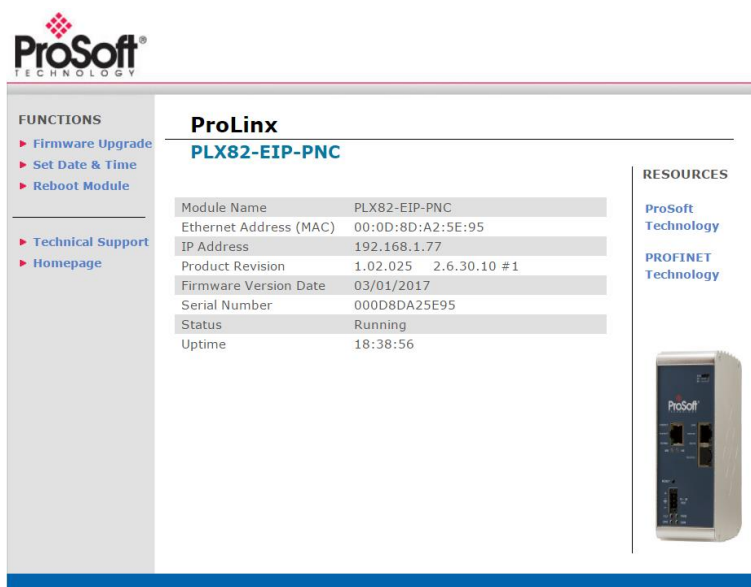 ProSoft®
TECHNOLOGY
FUNCTIONS
Firmware Upgrade
Set Date & Time
Reboot Module
Technical Support
Homepage
ProLinx
PLX82-EIP-PNC
Module Name PLX82-EIP-PNC
Ethernet Address (MAC) 00:0D:8D:A2:5E:95
IP Address 192.168.1.77
Product Revision 1.02.025 2.6.30.10 #1
Firmware Version Date 03/01/2017
Serial Number 000D8DA25E95
Status Running
Uptime 18:38:56
RESOURCES
ProSoft
Technology
PROFINET
Technology
ProSoft